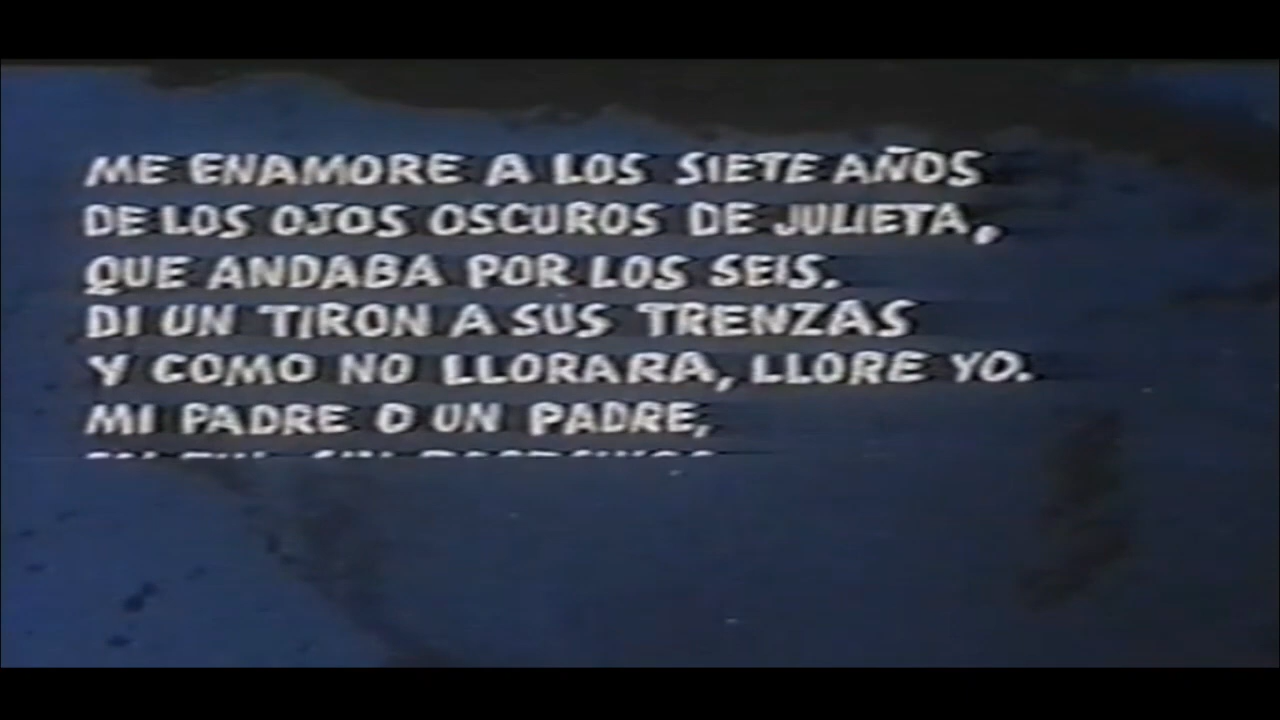 ME ENAMORE A LOS SIETE AÑOS
DE LOS OJOS OSCUROS DE JULIETA,
QUE ANDABA POR LOS SEIS.
DI UN TIRON A SUS TRENZAS
Y COMO NO LLORARA, LLORE YO.
MI PADRE O UN PADRE,